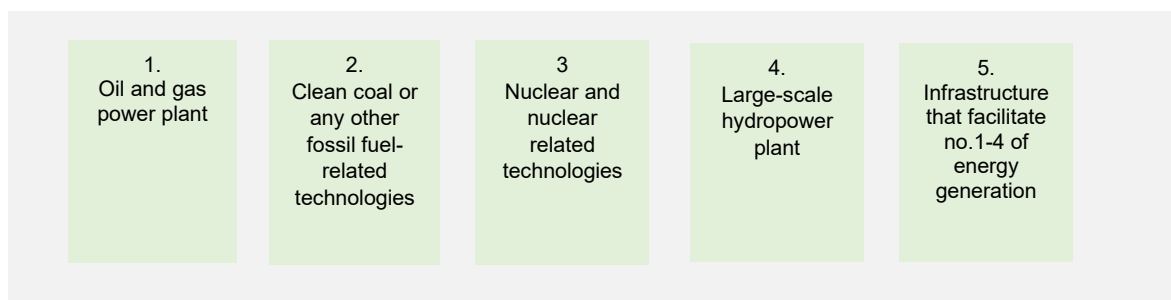 1.
Oil and gas
power plant
2.
Clean coal or
any other
fossil fuel-
related
technologies
3
Nuclear and
nuclear
related
technologies
4.
Large-scale
hydropower
plant
5.
Infrastructure
that facilitate
no.1-4 of
energy
generation